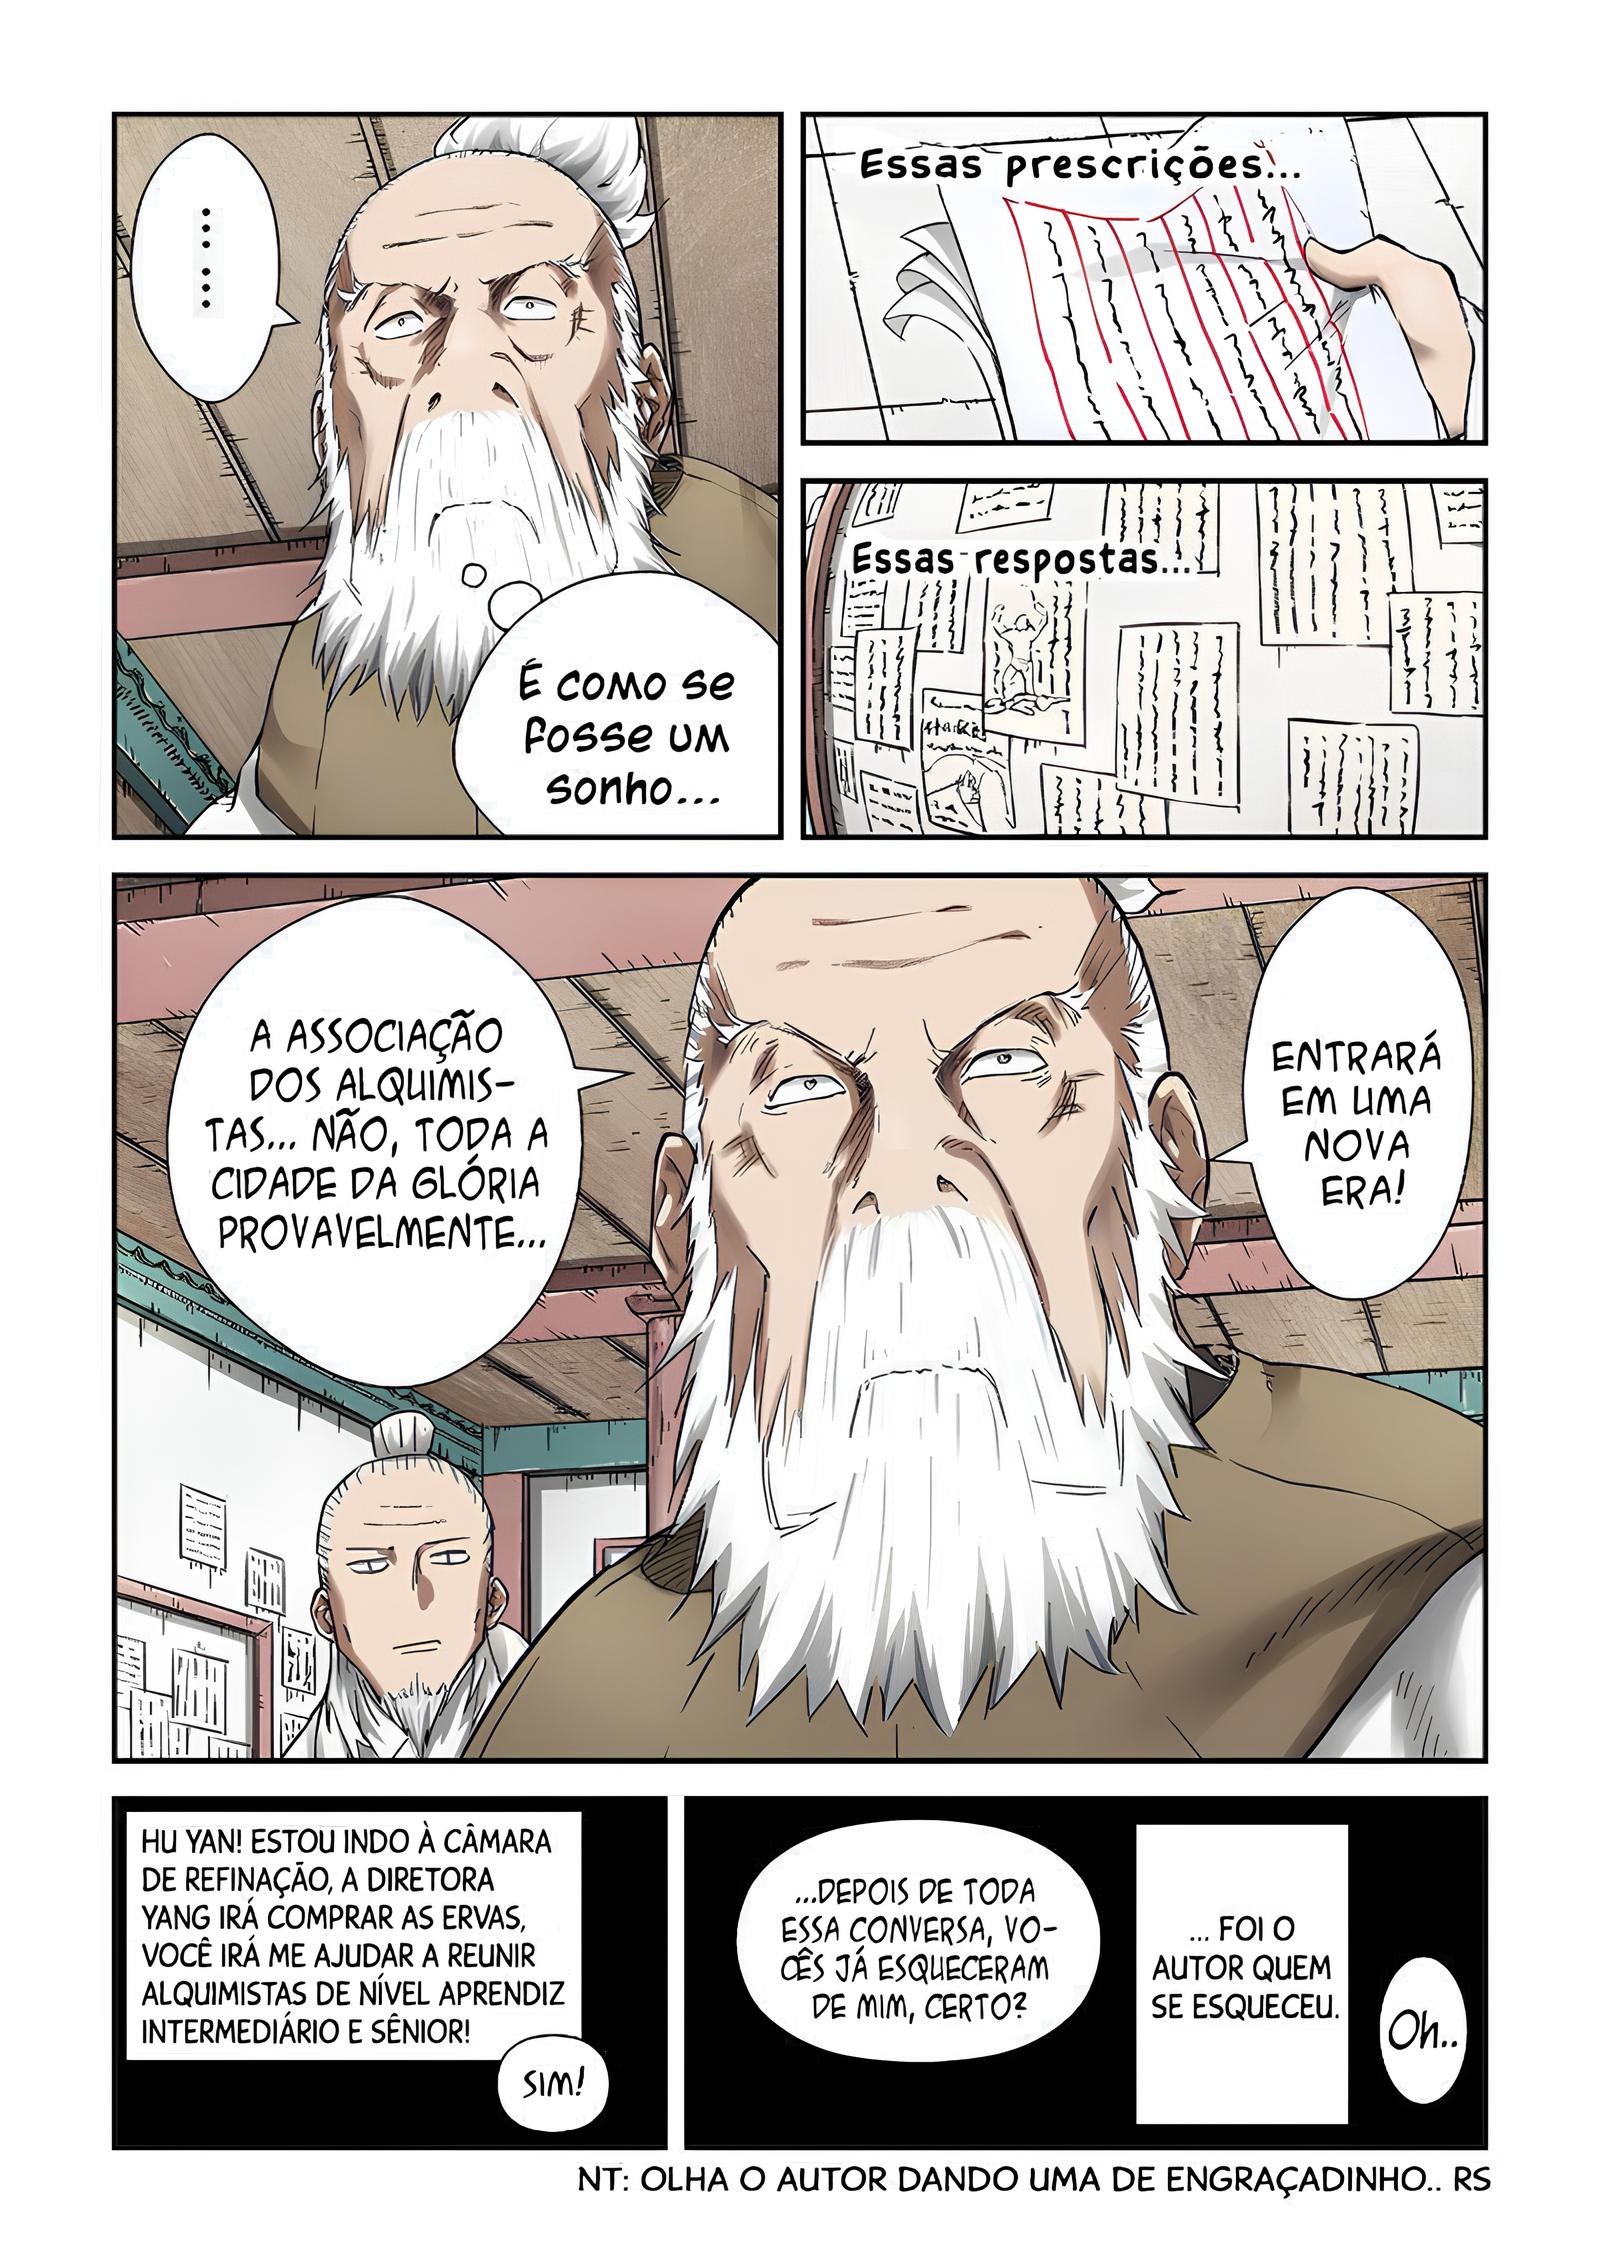 ......
É COMO SE
FOSSE UM
SONHO...
Essas prescrições...
Essas respostas...
A ASSOCIAÇÃO
DOS ALQUIMIS-
TAS... NÃO, TODA A
CIDADE DA GLÓRIA
PROVAVELMENTE...
ENTRARÁ
EM UMA
NOVA
ERA!
HU YAN! ESTOU INDO À CÂMARA
DE REFINAÇÃO, A DIRETORA
YANG IRÁ COMPRAR AS ERVAS,
VOCÊ IRÁ ME AJUDAR A REUNIR
ALQUIMISTAS DE NÍVEL APRENDIZ
INTERMEDIÁRIO E SÊNIOR!
SIM!
...DEPOIS DE TODA
ESSA CONVERSA, VO-
CÊS JÁ ESQUECERAM
DE MIM, CERTO?
... FOI O
AUTOR QUEM
SE ESQUECEU.
Oh..
NT: OLHA O AUTOR DANDO UMA DE ENGRAÇADINHO.. RS